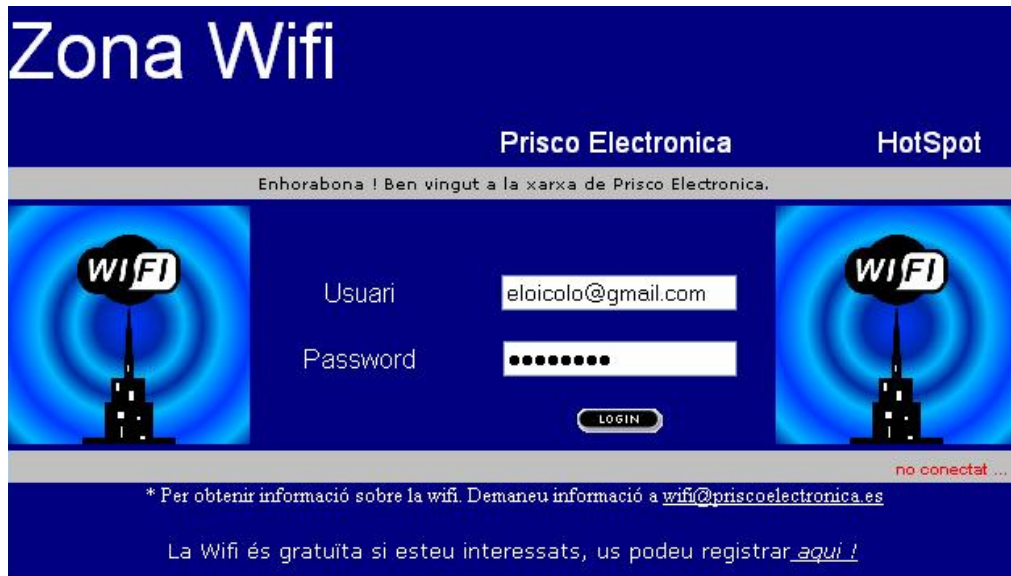 Zona Wifi
Prisco Electronica HotSpot
Enhorabona ! Ben vingut a la xarxa de Prisco Electronica.
WIFI WIFI
Usuari eloicolo@gmail.com
Password ••••••••
LOGIN
no conectat ...
* Per obtenir informació sobre la wifi. Demaneu informació a wifi@priscoelectronica.es
La Wifi és gratuïta si esteu interessats, us podeu registrar aqui !